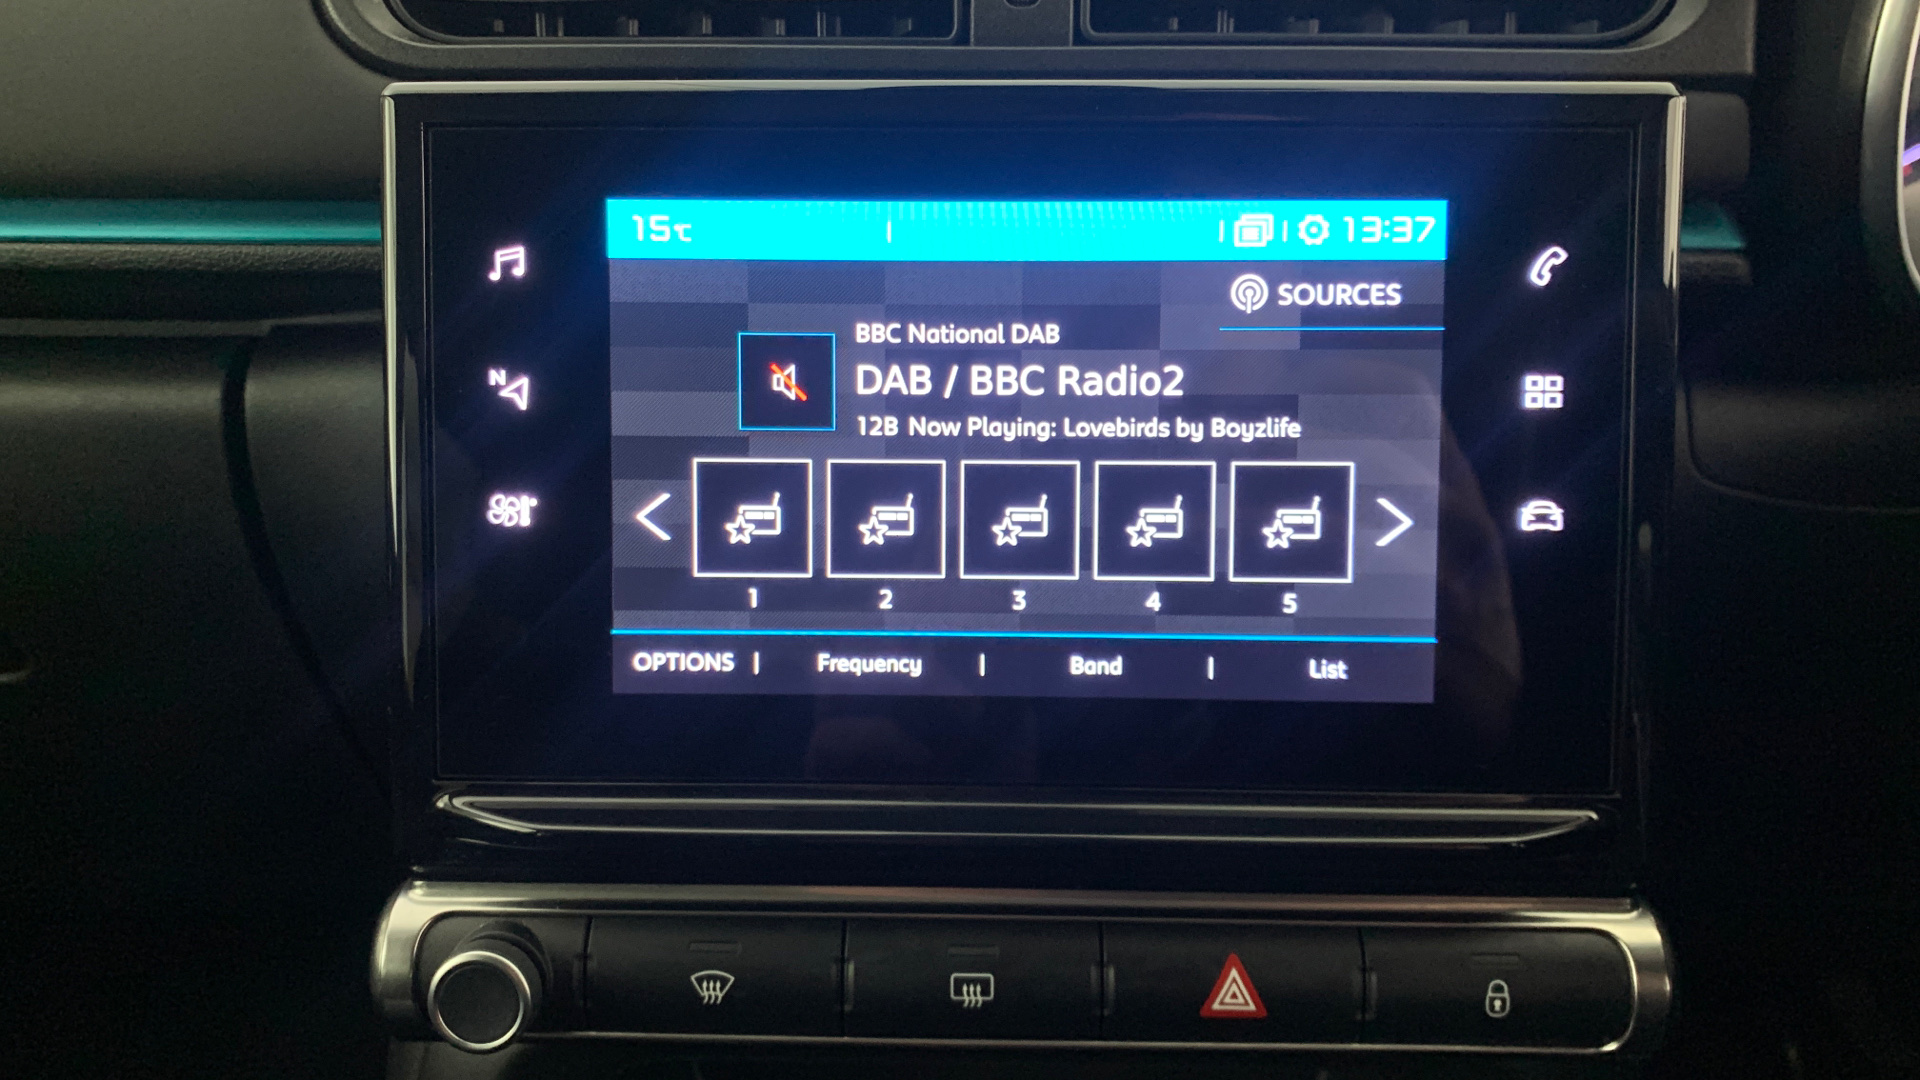 15℃ 13:37
SOURCES
BBC National DAB
DAB / BBC Radio2
12B Now Playing: Lovebirds by Boyzlife
N
1 2 3 4 5
OPTIONS | Frequency | Band | List